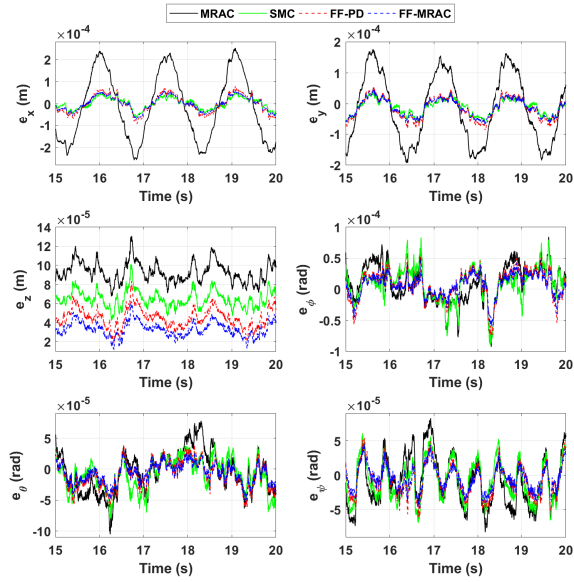 MRAC SMC FF-PD FF-MRAC
×10⁻⁴
2
1
0
-1
-2
e_x (m)
15 16 17 18 19 20
Time (s)
×10⁻⁴
2
1
0
-1
-2
e_y (m)
15 16 17 18 19 20
Time (s)
×10⁻⁵
14
12
10
8
6
4
2
e_z (m)
15 16 17 18 19 20
Time (s)
×10⁻⁴
1
0.5
0
-0.5
-1
e_ϕ (rad)
15 16 17 18 19 20
Time (s)
×10⁻⁵
5
0
-5
-10
e_θ (rad)
15 16 17 18 19 20
Time (s)
×10⁻⁵
5
0
-5
e_ψ (rad)
15 16 17 18 19 20
Time (s)